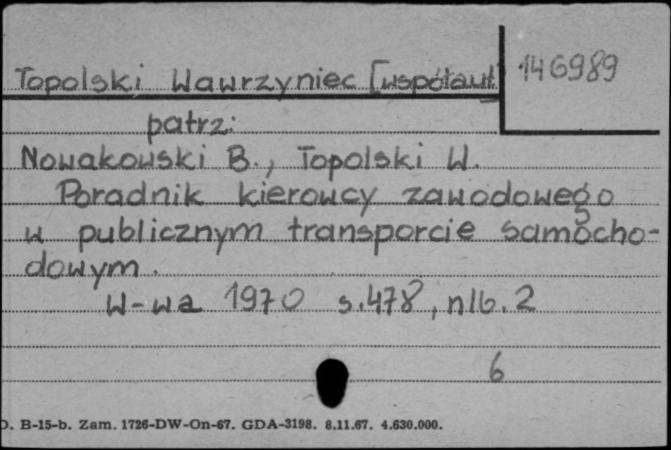 Topolski Wawrzyniec [współaut.] 146989
patrz:
Nowakowski B., Topolski W.
Poradnik kierowcy zawodowego
w publicznym transporcie samocho-
dowym.
W-wa 1970 s.478, nlb. 2
6
D. B-15-b. Zam. 1726-DW-On-67. GDA-3198. 8.11.67. 4.630.000.